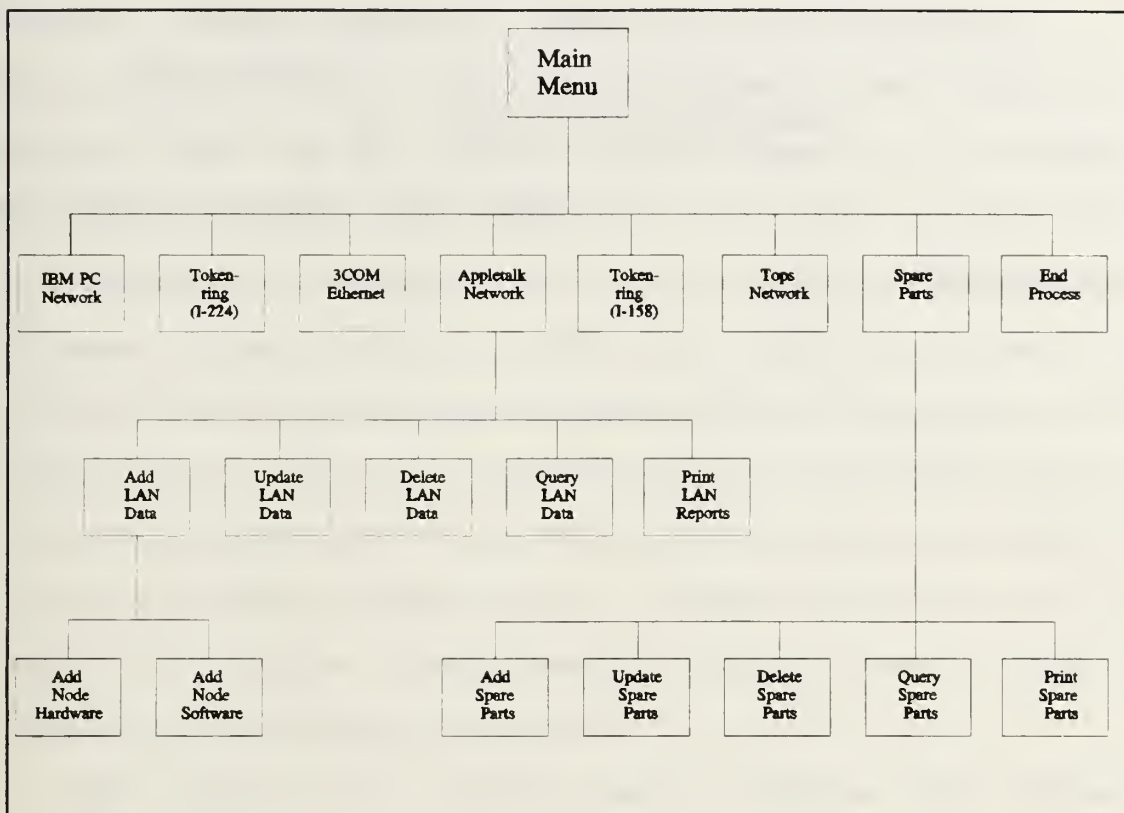 Main
Menu
IBM PC
Network
Token-
ring
(I-224)
3COM
Ethernet
Appletalk
Network
Token-
ring
(I-158)
Tops
Network
Spare
Parts
End
Process
Add
LAN
Data
Update
LAN
Data
Delete
LAN
Data
Query
LAN
Data
Print
LAN
Reports
Add
Node
Hardware
Add
Node
Software
Add
Spare
Parts
Update
Spare
Parts
Delete
Spare
Parts
Query
Spare
Parts
Print
Spare
Parts